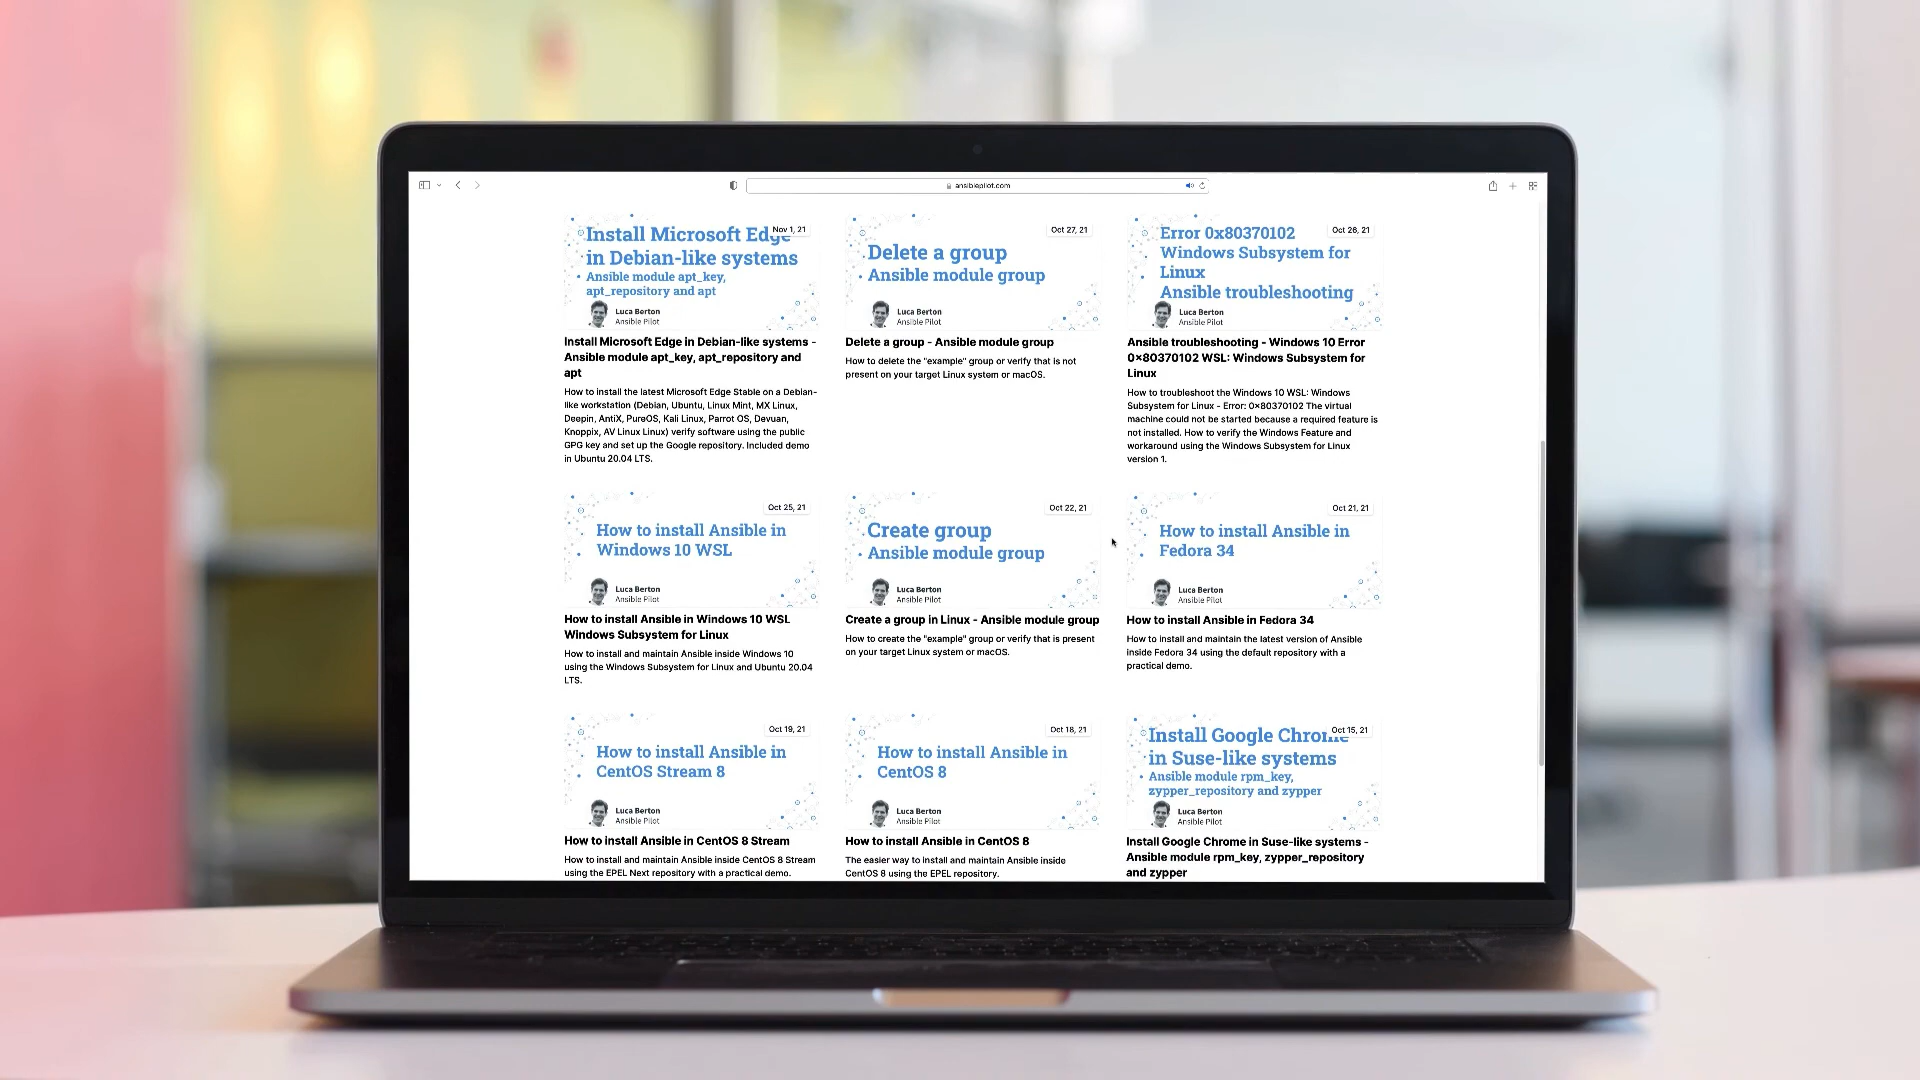 ansiblepilot.com
Nov 1, 21
Install Microsoft Edge
in Debian-like systems
Ansible module apt_key,
apt_repository and apt
Luca Berton
Ansible Pilot
Install Microsoft Edge in Debian-like systems -
Ansible module apt_key, apt_repository and
apt
How to install the latest Microsoft Edge Stable on a Debian-
like workstation (Debian, Ubuntu, Linux Mint, MX Linux,
Deepin, AntiX, PureOS, Kali Linux, Parrot OS, Devuan,
Knoppix, AV Linux Linux) verify software using the public
GPG key and set up the Google repository. Included demo
in Ubuntu 20.04 LTS.
Oct 27, 21
Delete a group
Ansible module group
Luca Berton
Ansible Pilot
Delete a group - Ansible module group
How to delete the "example" group or verify that is not
present on your target Linux system or macOS.
Oct 26, 21
Error 0x80370102
Windows Subsystem for
Linux
Ansible troubleshooting
Luca Berton
Ansible Pilot
Ansible troubleshooting - Windows 10 Error
0x80370102 WSL: Windows Subsystem for
Linux
How to troubleshoot the Windows 10 WSL: Windows
Subsystem for Linux - Error: 0x80370102 The virtual
machine could not be started because a required feature is
not installed. How to verify the Windows Feature and
workaround using the Windows Subsystem for Linux
version 1.
Oct 25, 21
How to install Ansible in
Windows 10 WSL
Luca Berton
Ansible Pilot
How to install Ansible in Windows 10 WSL
Windows Subsystem for Linux
How to install and maintain Ansible inside Windows 10
using the Windows Subsystem for Linux and Ubuntu 20.04
LTS.
Oct 22, 21
Create group
Ansible module group
Luca Berton
Ansible Pilot
Create a group in Linux - Ansible module group
How to create the "example" group or verify that is present
on your target Linux system or macOS.
Oct 21, 21
How to install Ansible in
Fedora 34
Luca Berton
Ansible Pilot
How to install Ansible in Fedora 34
How to install and maintain the latest version of Ansible
inside Fedora 34 using the default repository with a
practical demo.
Oct 19, 21
How to install Ansible in
CentOS Stream 8
Luca Berton
Ansible Pilot
How to install Ansible in CentOS 8 Stream
How to install and maintain Ansible inside CentOS 8 Stream
using the EPEL Next repository with a practical demo.
Oct 18, 21
How to install Ansible in
CentOS 8
Luca Berton
Ansible Pilot
How to install Ansible in CentOS 8
The easier way to install and maintain Ansible inside
CentOS 8 using the EPEL repository.
Oct 15, 21
Install Google Chrome
in Suse-like systems
Ansible module rpm_key,
zypper_repository and zypper
Luca Berton
Ansible Pilot
Install Google Chrome in Suse-like systems -
Ansible module rpm_key, zypper_repository
and zypper